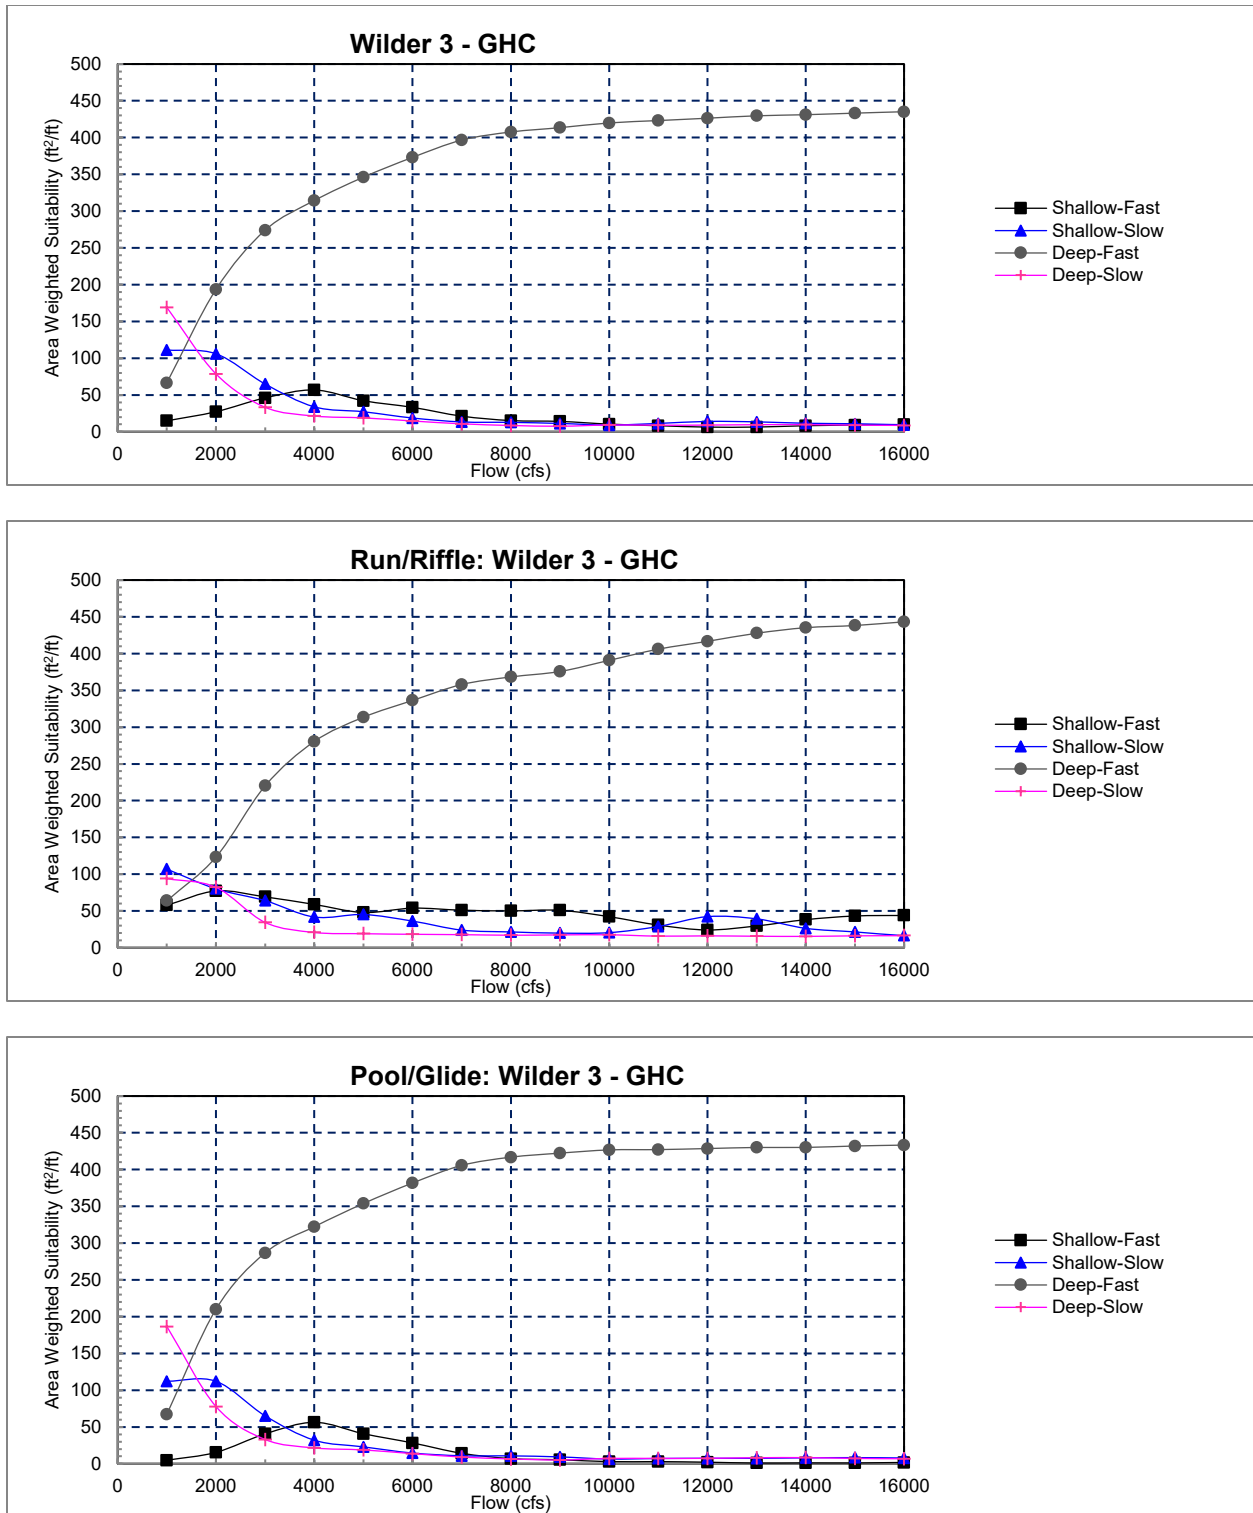 Wilder 3 - GHC
500
450
400
350
300
250
200
150
100
50
0
Area Weighted Suitability (ft²/ft)
0 2000 4000 6000 8000 10000 12000 14000 16000
Flow (cfs)
Shallow-Fast
Shallow-Slow
Deep-Fast
Deep-Slow
Run/Riffle: Wilder 3 - GHC
500
450
400
350
300
250
200
150
100
50
0
Area Weighted Suitability (ft²/ft)
0 2000 4000 6000 8000 10000 12000 14000 16000
Flow (cfs)
Shallow-Fast
Shallow-Slow
Deep-Fast
Deep-Slow
Pool/Glide: Wilder 3 - GHC
500
450
400
350
300
250
200
150
100
50
0
Area Weighted Suitability (ft²/ft)
0 2000 4000 6000 8000 10000 12000 14000 16000
Flow (cfs)
Shallow-Fast
Shallow-Slow
Deep-Fast
Deep-Slow